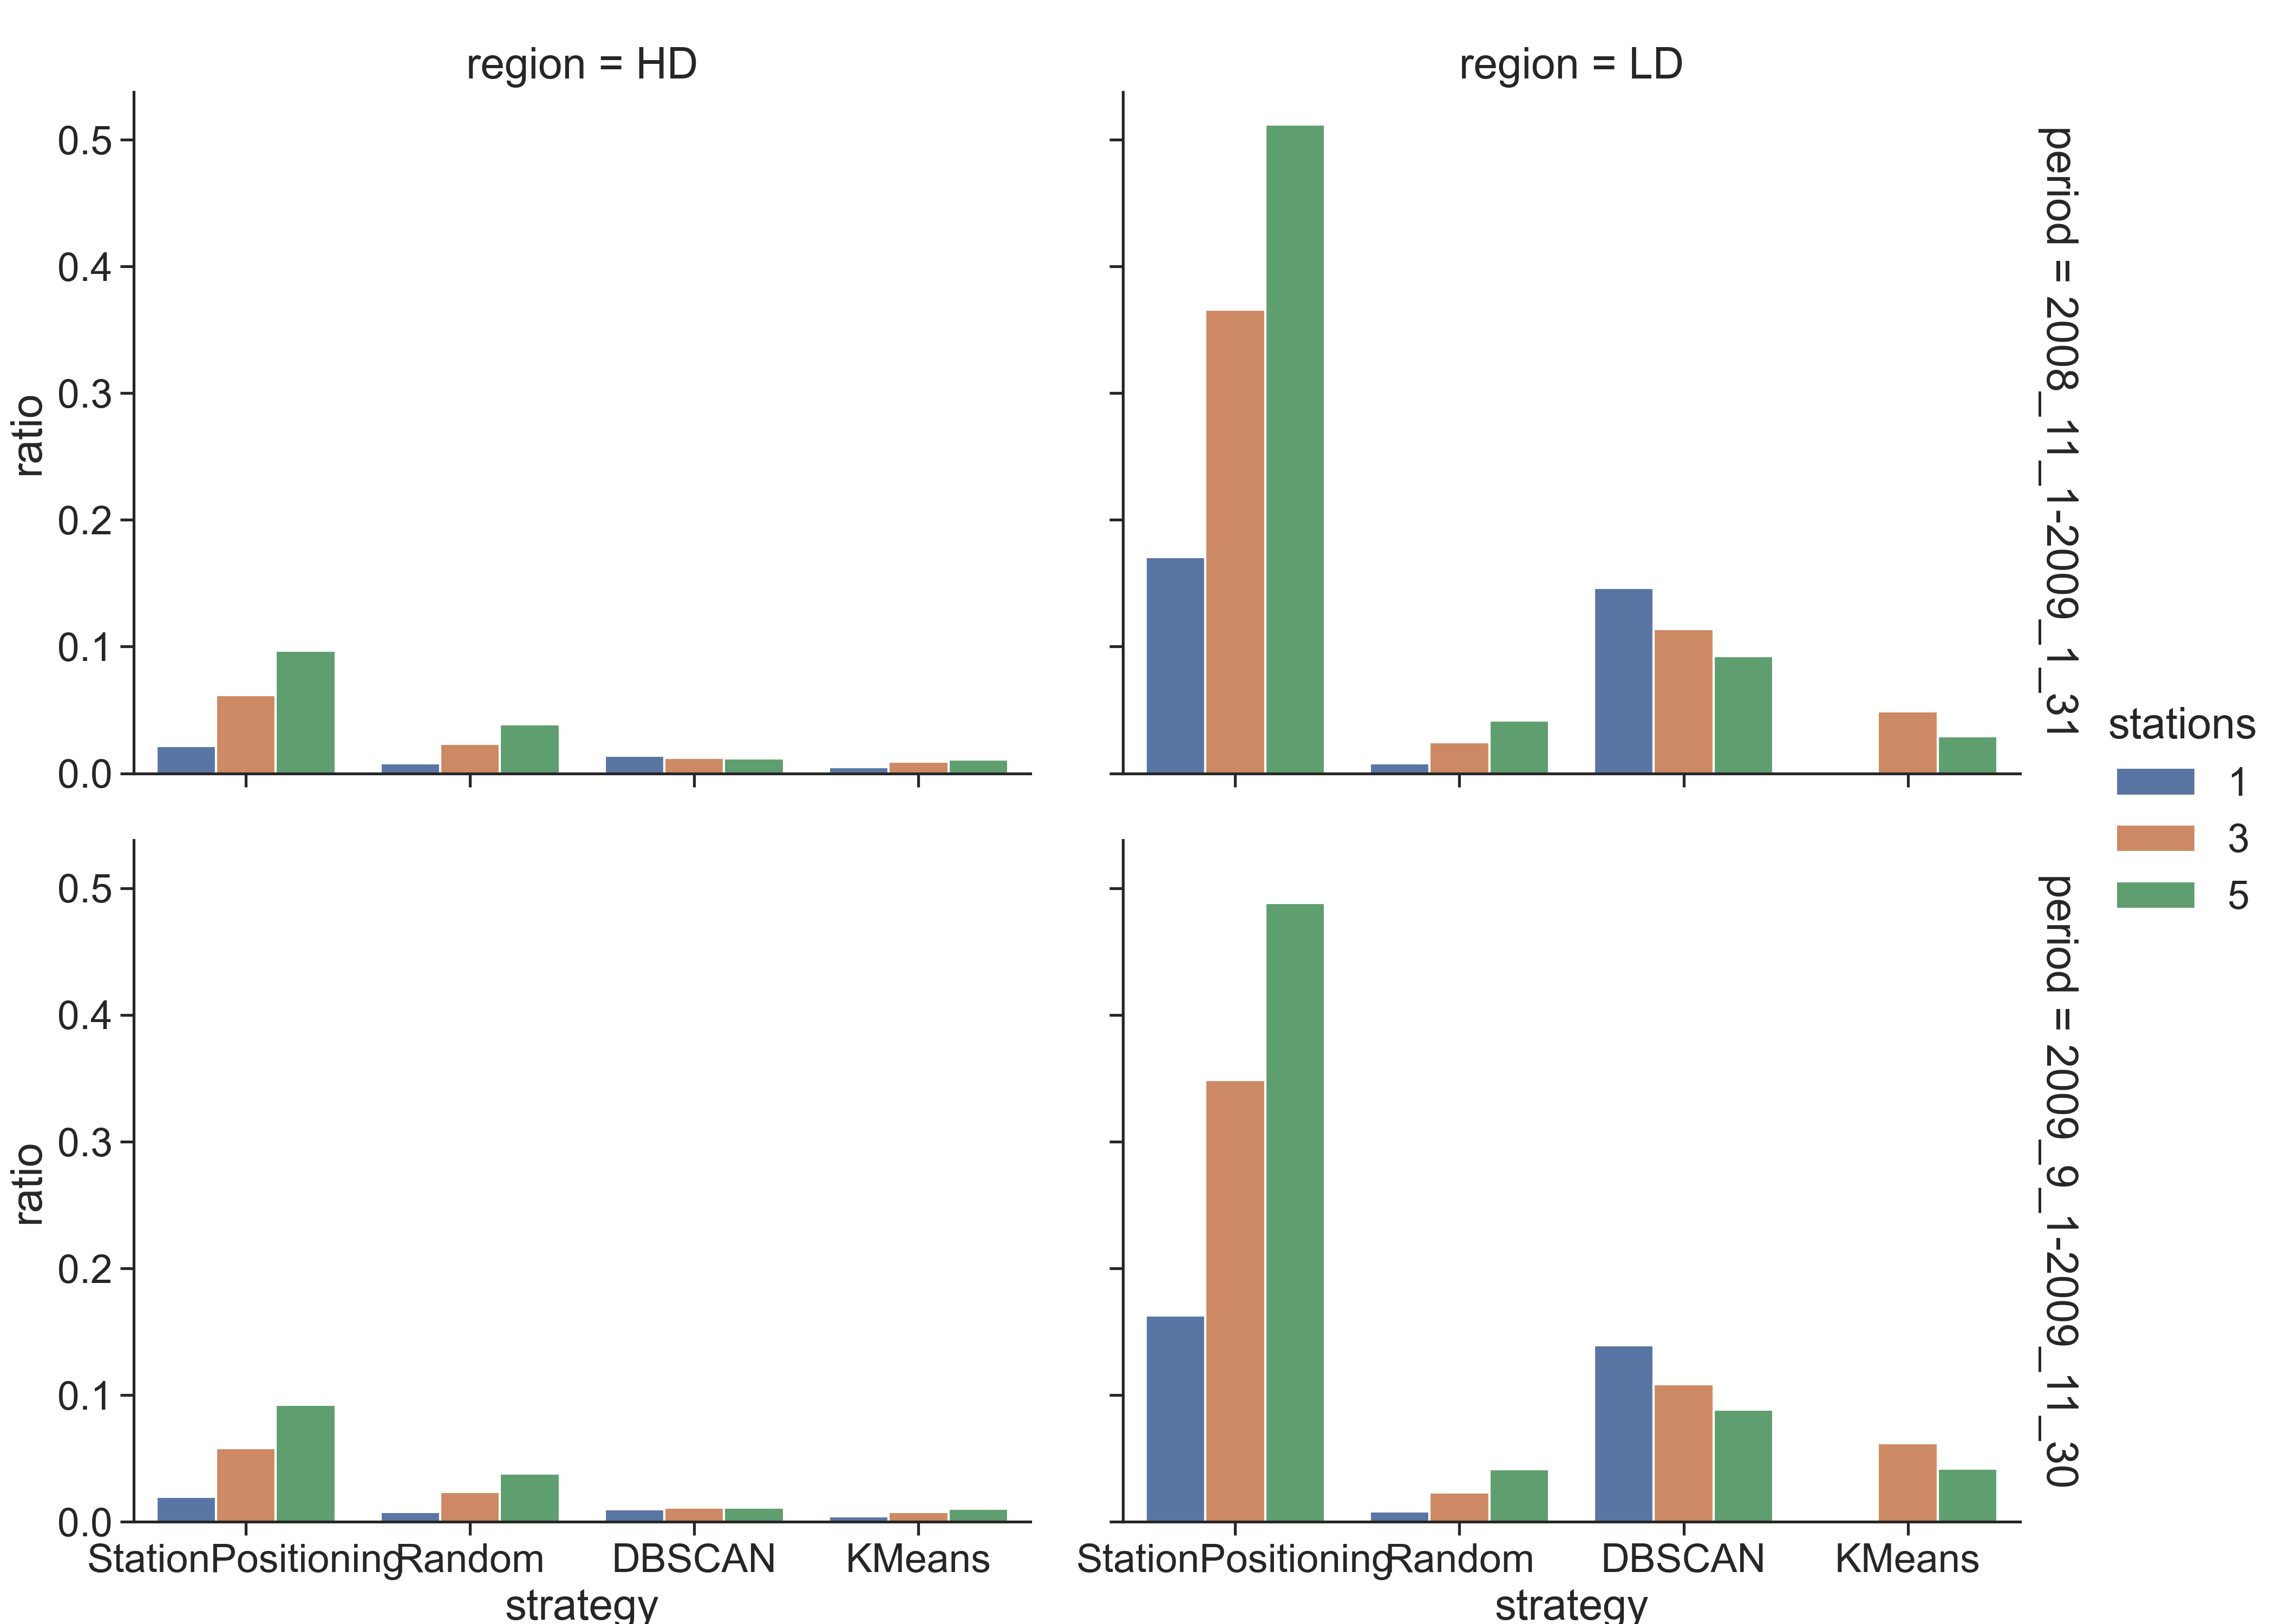 region = HD
region = LD
0.5
0.4
0.3
0.2
0.1
0.0
ratio
period = 2008_11_1-2009_1_31
stations
1
3
5
0.5
0.4
0.3
0.2
0.1
0.0
ratio
period = 2009_9_1-2009_11_30
StationPositioning Random DBSCAN KMeans
strategy
StationPositioning Random DBSCAN KMeans
strategy